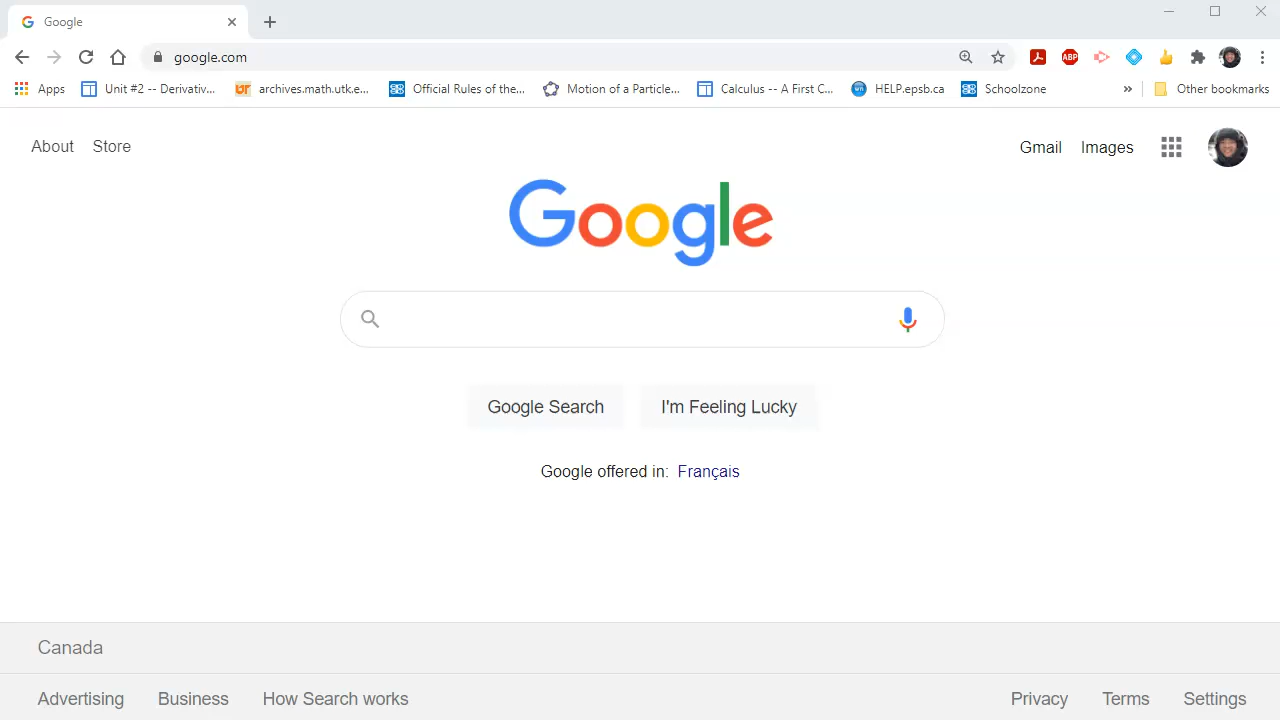 Google
google.com
ABP
Apps Unit #2 -- Derivativ... archives.math.utk.e... Official Rules of the... Motion of a Particle... Calculus -- A First C... HELP.epsb.ca Schoolzone » Other bookmarks
About Store Gmail Images
Google
Google Search I'm Feeling Lucky
Google offered in: Français
Canada
Advertising Business How Search works Privacy Terms Settings